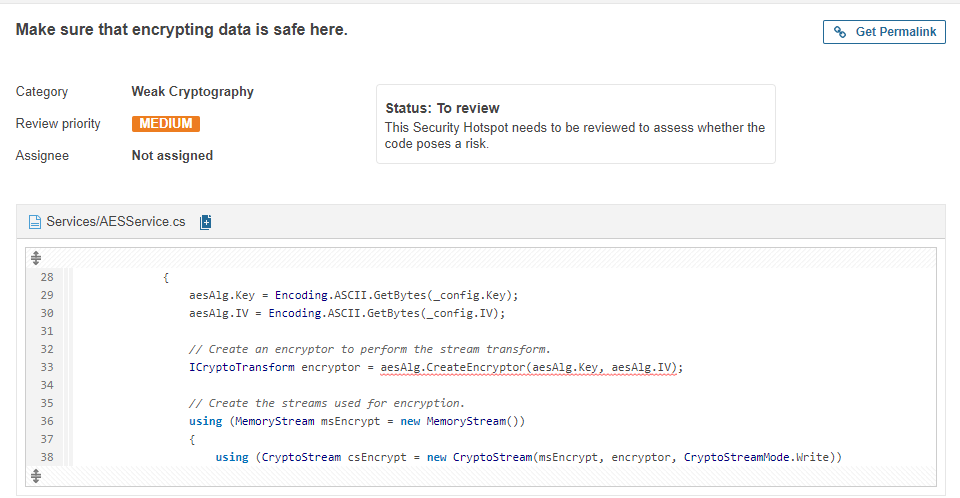 Make sure that encrypting data is safe here.
Get Permalink
Category Weak Cryptography
Review priority MEDIUM
Assignee Not assigned
Status: To review
This Security Hotspot needs to be reviewed to assess whether the
code poses a risk.
Services/AESService.cs
28 {
29 aesAlg.Key = Encoding.ASCII.GetBytes(_config.Key);
30 aesAlg.IV = Encoding.ASCII.GetBytes(_config.IV);
31
32 // Create an encryptor to perform the stream transform.
33 ICryptoTransform encryptor = aesAlg.CreateEncryptor(aesAlg.Key, aesAlg.IV);
34
35 // Create the streams used for encryption.
36 using (MemoryStream msEncrypt = new MemoryStream())
37 {
38 using (CryptoStream csEncrypt = new CryptoStream(msEncrypt, encryptor, CryptoStreamMode.Write))